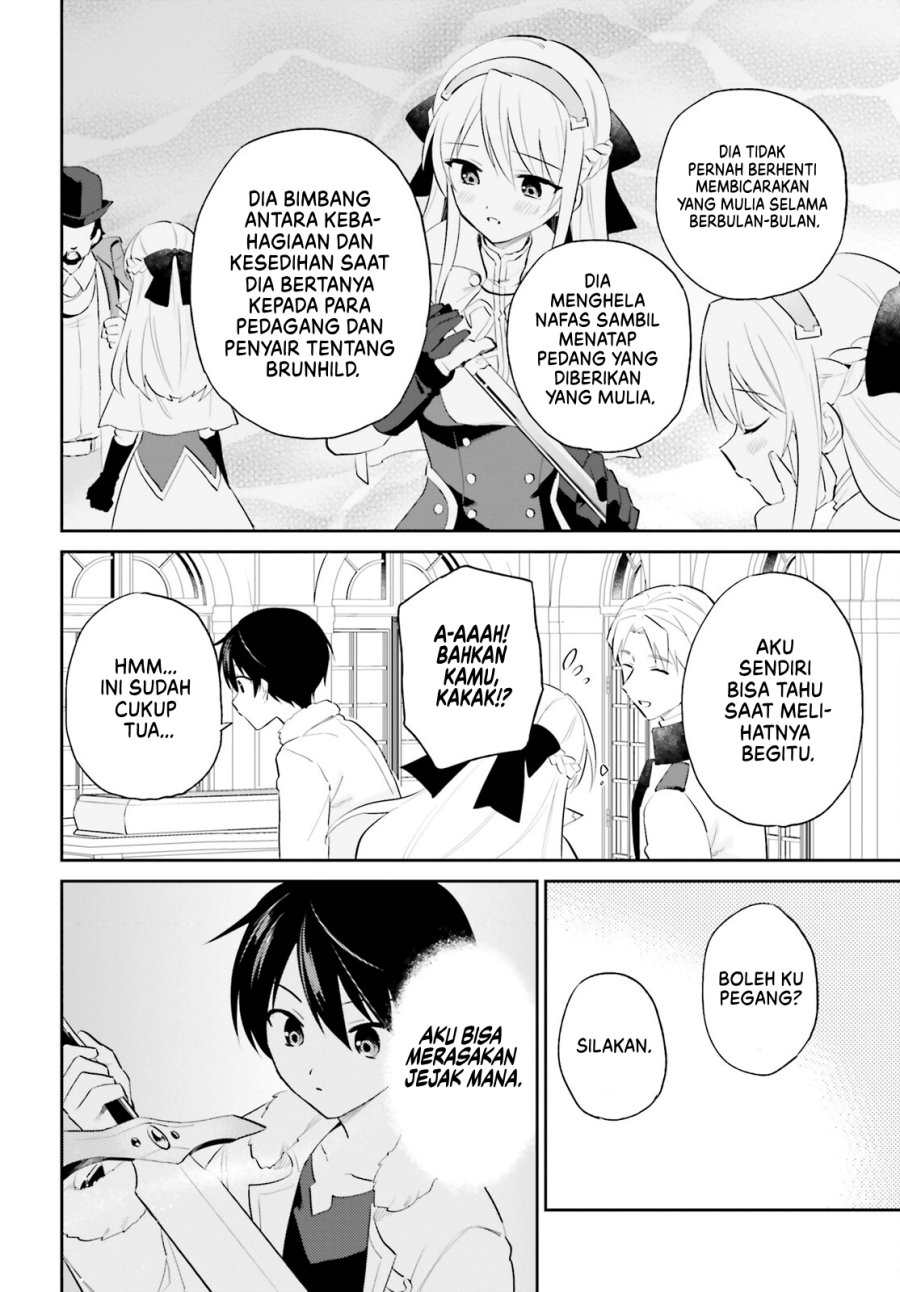 DIA TIDAK
PERNAH BERHENTI
MEMBICARAKAN
YANG MULIA SELAMA
BERBULAN-BULAN.
DIA
MENGHELA
NAFAS SAMBIL
MENATAP
PEDANG YANG
DIBERIKAN
YANG MULIA.
DIA BIMBANG
ANTARA KEBA-
HAGIAAN DAN
KESEDIHAN SAAT
DIA BERTANYA
KEPADA PARA
PEDAGANG DAN
PENYAIR TENTANG
BRUNHILD.
AKU
SENDIRI
BISA TAHU
SAAT MELI-
HATNYA
BEGITU.
A-AAAH!
BAHKAN
KAMU,
KAKAK!?
HMM...
INI SUDAH
CUKUP
TUA...
BOLEH KU
PEGANG?
SILAKAN.
AKU BISA
MERASAKAN
JEJAK MANA.